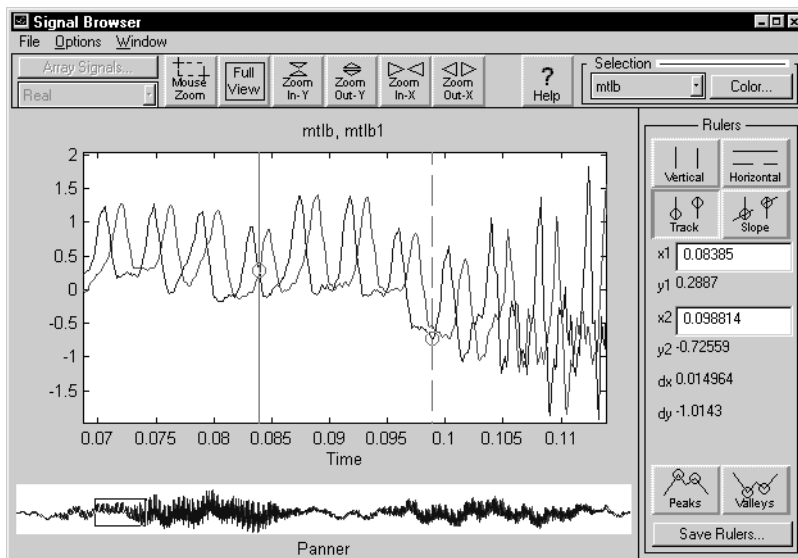 Signal Browser
File Options Window
Array Signals...
Real
Mouse Zoom
Full View
Zoom In-Y
Zoom Out-Y
Zoom In-X
Zoom Out-X
? Help
Selection
mtlb
Color...
mtlb, mtlb1
2
1.5
1
0.5
0
-0.5
-1
-1.5
0.07 0.075 0.08 0.085 0.09 0.095 0.1 0.105 0.11
Time
Panner
Rulers
Vertical
Horizontal
Track
Slope
x1 0.08385
y1 0.2887
x2 0.098814
y2 -0.72559
dx 0.014964
dy -1.0143
Peaks
Valleys
Save Rulers...